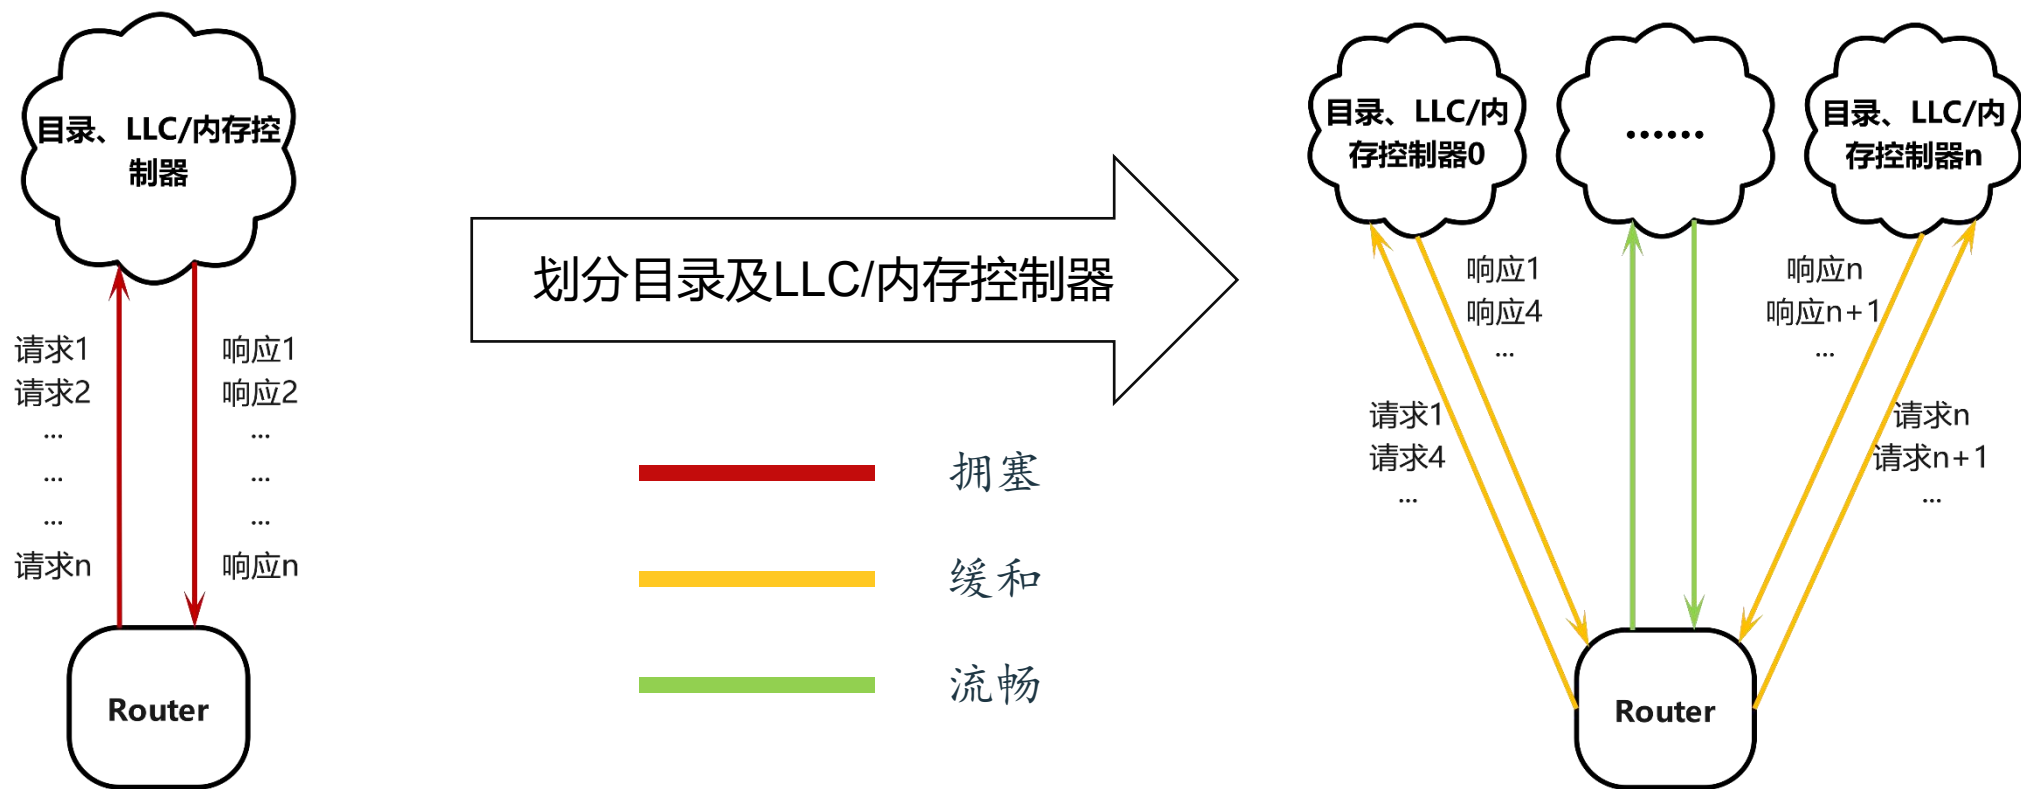 目录、LLC/内存控
制器
请求1
请求2
...
...
...
请求n
响应1
响应2
...
...
...
响应n
Router
划分目录及LLC/内存控制器
拥塞
缓和
流畅
目录、LLC/内
存控制器0
......
目录、LLC/内
存控制器n
响应1
响应4
...
请求1
请求4
...
响应n
响应n+1
...
请求n
请求n+1
...
Router